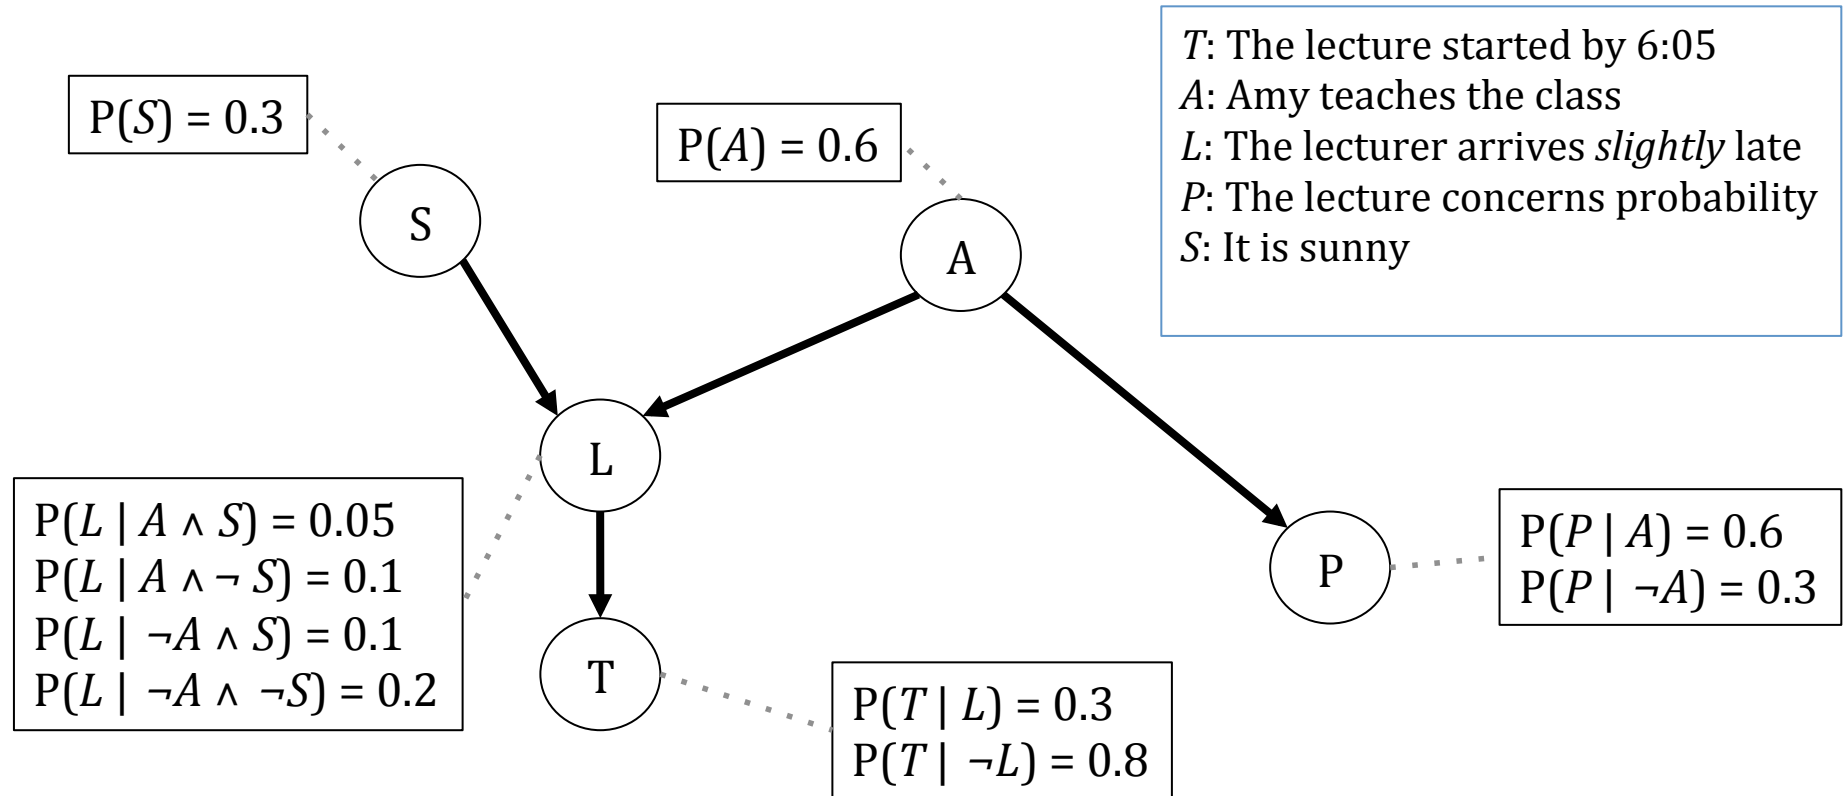 P(S) = 0.3
P(A) = 0.6
T: The lecture started by 6:05
A: Amy teaches the class
L: The lecturer arrives slightly late
P: The lecture concerns probability
S: It is sunny
S
A
L
P(L | A ∧ S) = 0.05
P(L | A ∧ ¬ S) = 0.1
P(L | ¬A ∧ S) = 0.1
P(L | ¬A ∧ ¬S) = 0.2
P
P(P | A) = 0.6
P(P | ¬A) = 0.3
T
P(T | L) = 0.3
P(T | ¬L) = 0.8